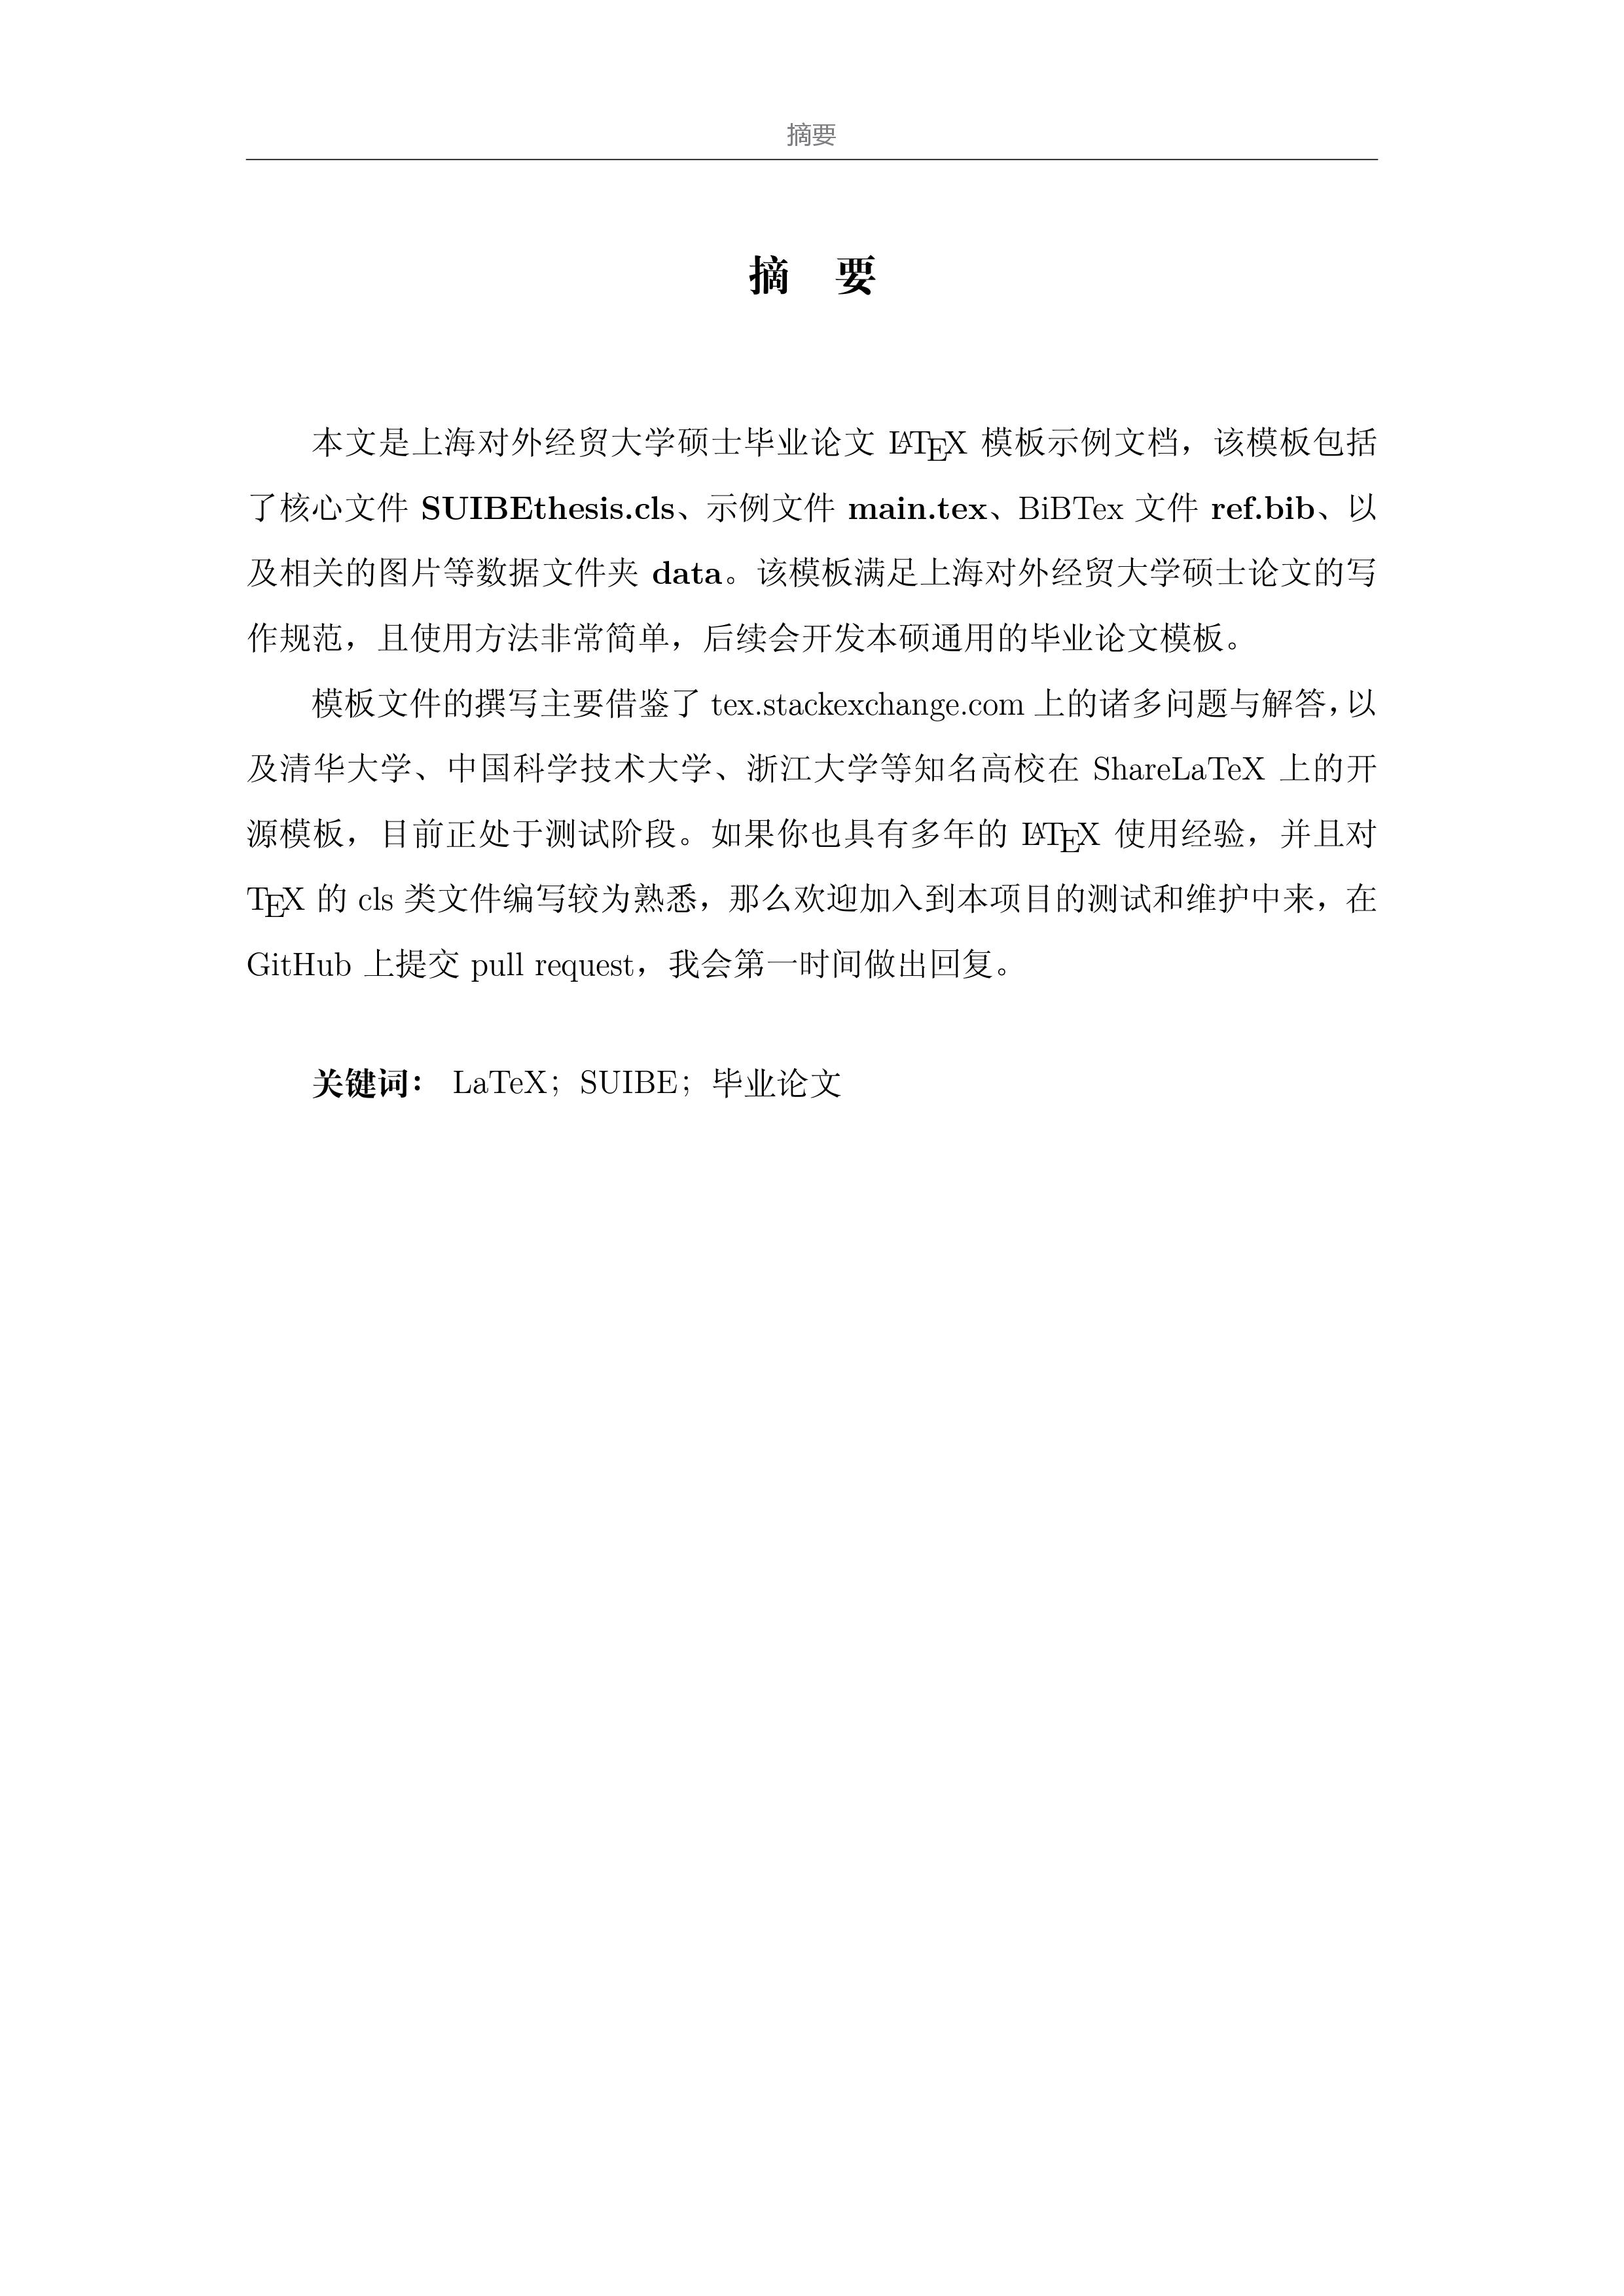 摘要
摘 要
本文是上海对外经贸大学硕士毕业论文 LATEX 模板示例文档，该模板包括
了核心文件 SUIBEthesis.cls、示例文件 main.tex、BiBTex 文件 ref.bib、以
及相关的图片等数据文件夹 data。该模板满足上海对外经贸大学硕士论文的写
作规范，且使用方法非常简单，后续会开发本硕通用的毕业论文模板。
模板文件的撰写主要借鉴了 tex.stackexchange.com 上的诸多问题与解答，以
及清华大学、中国科学技术大学、浙江大学等知名高校在 ShareLaTeX 上的开
源模板，目前正处于测试阶段。如果你也具有多年的 LATEX 使用经验，并且对
TEX 的 cls 类文件编写较为熟悉，那么欢迎加入到本项目的测试和维护中来，在
GitHub 上提交 pull request，我会第一时间做出回复。
关键词： LaTeX；SUIBE；毕业论文